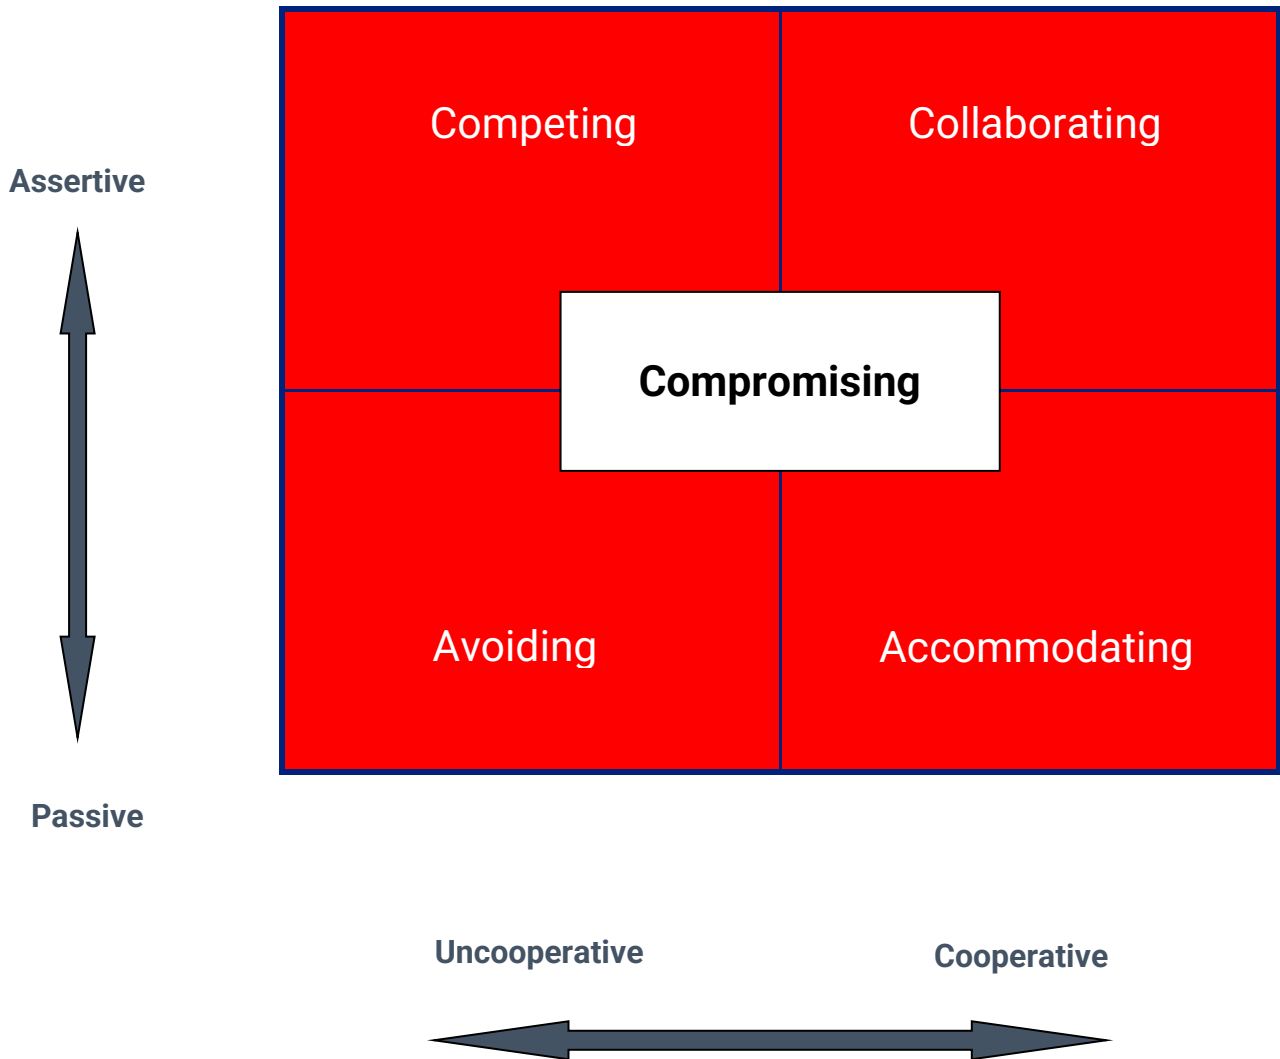 Competing
Collaborating
Assertive
Compromising
Avoiding
Accommodating
Passive
Uncooperative
Cooperative